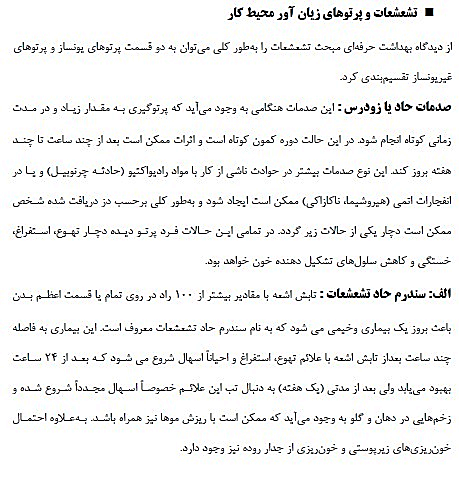 ■ تشعشعات و پرتوهای زیان آور محیط کار
از دیدگاه بهداشت حرفه‌ای مبحث تشعشعات را به‌طور کلی می‌توان به دو قسمت پرتوهای یونساز و پرتوهای
غیریونساز تقسیم‌بندی کرد.
صدمات حاد یا زودرس : این صدمات هنگامی به وجود می‌آید که پرتوگیری به مقدار زیاد و در مدت
زمانی کوتاه انجام شود. در این حالت دوره کمون کوتاه است و اثرات ممکن است بعد از چند ساعت تا چند
هفته بروز کند. این نوع صدمات بیشتر در حوادث ناشی از کار با مواد رادیواکتیو (حادثه چرنوبیل) و یا در
انفجارات اتمی (هیروشیما، ناکازاکی) ممکن است ایجاد شود و به‌طور کلی برحسب دز دریافت شده شخص
ممکن است دچار یکی از حالات زیر گردد. در تمامی این حالات فرد پرتو دیده دچار تهوع، استفراغ،
خستگی و کاهش سلول‌های تشکیل دهنده خون خواهد بود.
الف: سندرم حاد تشعشعات : تابش اشعه با مقادیر بیشتر از ۱۰۰ راد در روی تمام یا قسمت اعظم بدن
باعث بروز یک بیماری وخیمی می شود که به نام سندرم حاد تشعشعات معروف است. این بیماری به فاصله
چند ساعت بعداز تابش اشعه با علائم تهوع، استفراغ و احیاناً اسهال شروع می شود که بعد از ۲۴ ساعت
بهبود می‌یابد ولی بعد از مدتی (یک هفته) به دنبال تب این علائم خصوصاً اسهال مجدداً شروع شده و
زخم‌هایی در دهان و گلو به وجود می‌آید که ممکن است با ریزش موها نیز همراه باشد. به‌علاوه احتمال
خون‌ریزی‌های زیرپوستی و خون‌ریزی از جدار روده نیز وجود دارد.